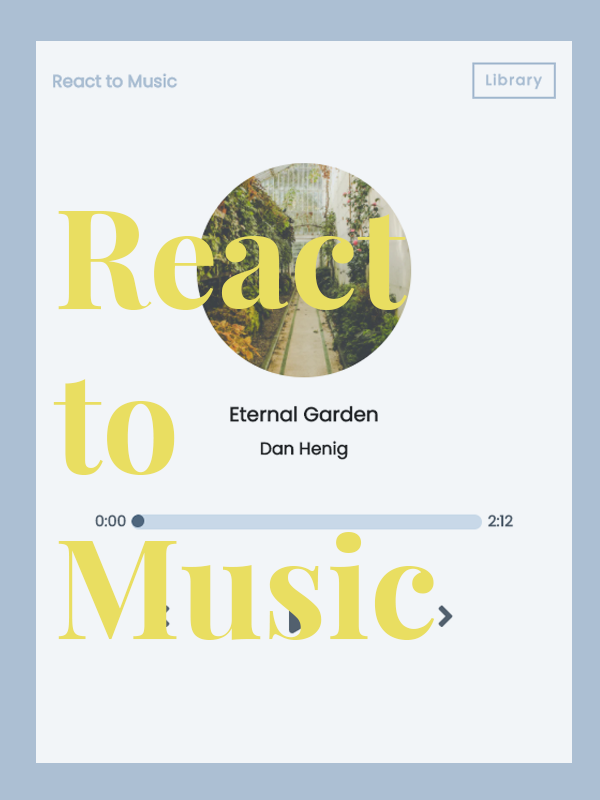 React to Music
Library
React
to
Music
Eternal Garden
Dan Henig
0:00
2:12